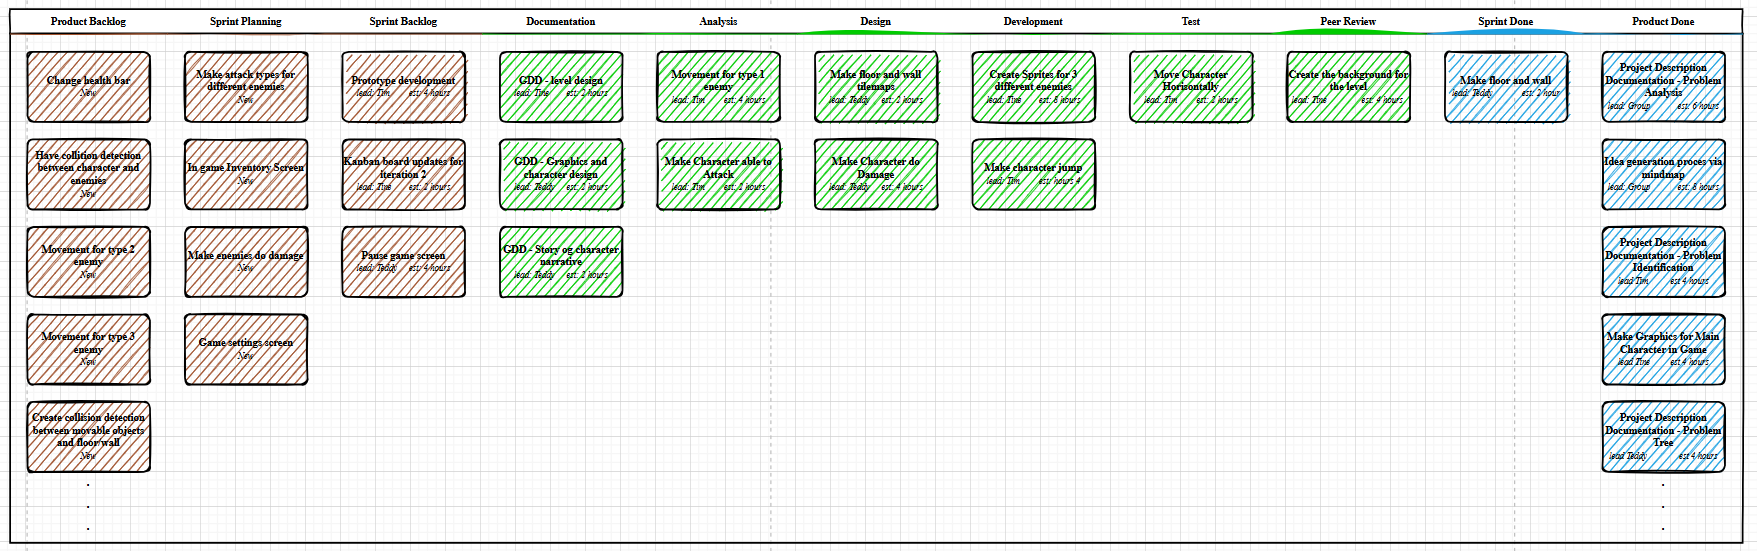 Product Backlog
Sprint Planning
Sprint Backlog
Documentation
Analysis
Design
Development
Test
Peer Review
Sprint Done
Product Done
Change health bar
New
Have collition detection
between character and
enemies
New
Movement for type 2
enemy
New
Movement for type 3
enemy
New
Create collision detection
between movable objects
and floor/wall
New
.
.
.
Make attack types for
different enemies
New
In game Inventory Screen
New
Make enemies do damage
New
Game settings screen
New
Prototype development
lead: Tim est: 4 hours
Kanban board updates for
iteration 2
lead: Tine est: 2 hours
Pause game screen
lead: Teddy est: 4 hours
GDD - level design
lead: Tine est: 2 hours
GDD - Graphics and
character design
lead: Teddy est: 2 hours
GDD - Story og character
narrative
lead: Teddy est: 2 hours
Movement for type 1
enemy
lead: Tim est: 4 hours
Make Character able to
Attack
lead: Tim est: 2 hours
Make floor and wall
tilemaps
lead: Teddy est: 2 hours
Make Character do
Damage
lead: Teddy est: 4 hours
Create Sprites for 3
different enemies
lead: Tine est: 8 hours
Make character jump
lead: Tim est: hours 4
Move Character
Horisontally
lead: Tim est: 2 hours
Create the background for
the level
lead: Tine est: 4 hours
Make floor and wall
lead: Teddy est: 2 hour
Project Description
Documentation - Problem
Analysis
lead: Group est: 6 hours
Idea generation proces via
mindmap
lead: Group est: 8 hours
Project Description
Documentation - Problem
Identification
lead Tim est 4 hours
Make Graphics for Main
Character in Game
lead Tine est 4 hours
Project Description
Documentation - Problem
Tree
lead Teddy est 4 hours
.
.
.